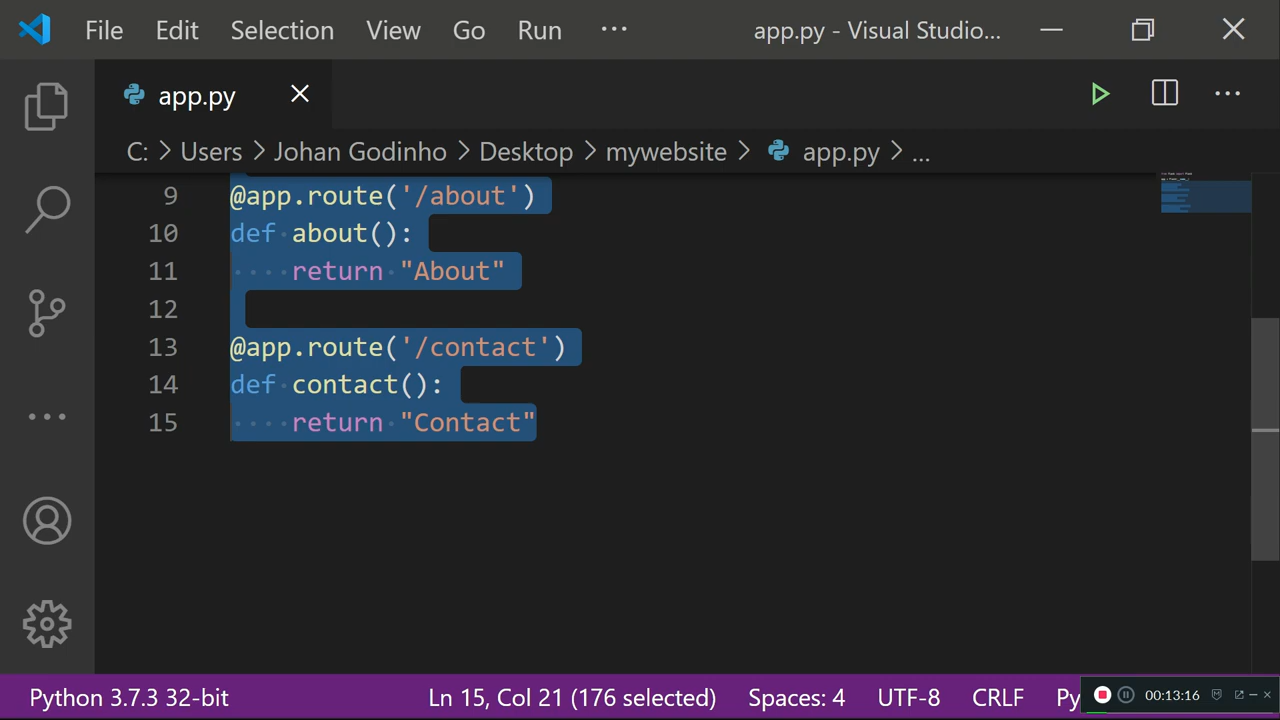 File Edit Selection View Go Run ··· app.py - Visual Studio...
app.py
C: > Users > Johan Godinho > Desktop > mywebsite > app.py > ...
9 @app.route('/about')
10 def about():
11 return "About"
12
13 @app.route('/contact')
14 def contact():
15 return "Contact"
Python 3.7.3 32-bit Ln 15, Col 21 (176 selected) Spaces: 4 UTF-8 CRLF Py 00:13:16